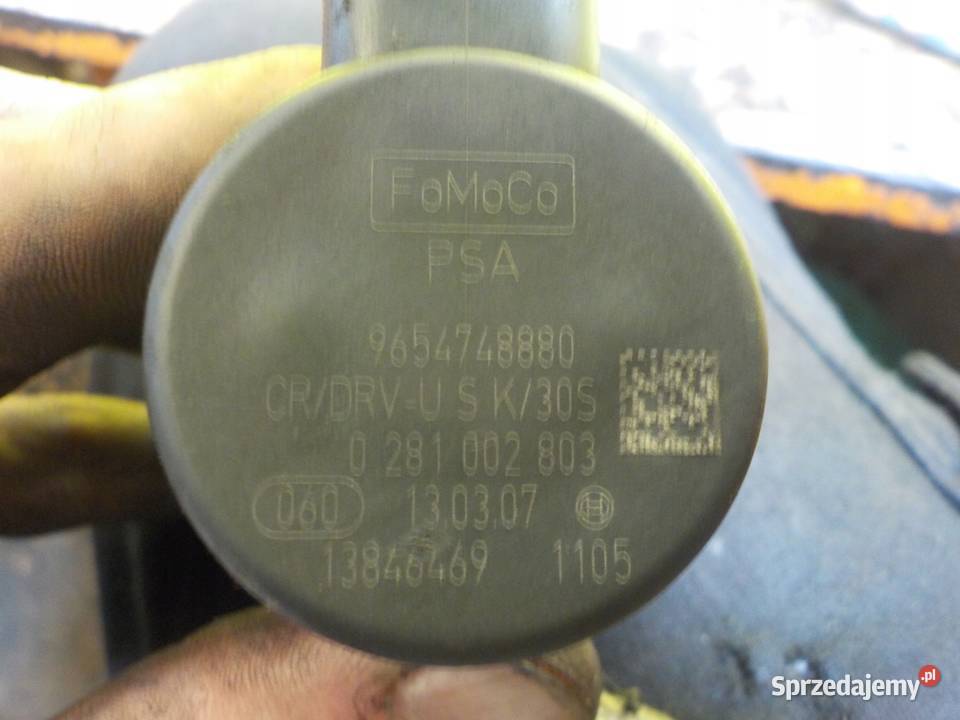 FoMoCo
PSA
9654748880
CR/DRV-U S K/30S
0 281 002 803
060 13.03.07
13846469 1105
Sprzedajemy.pl